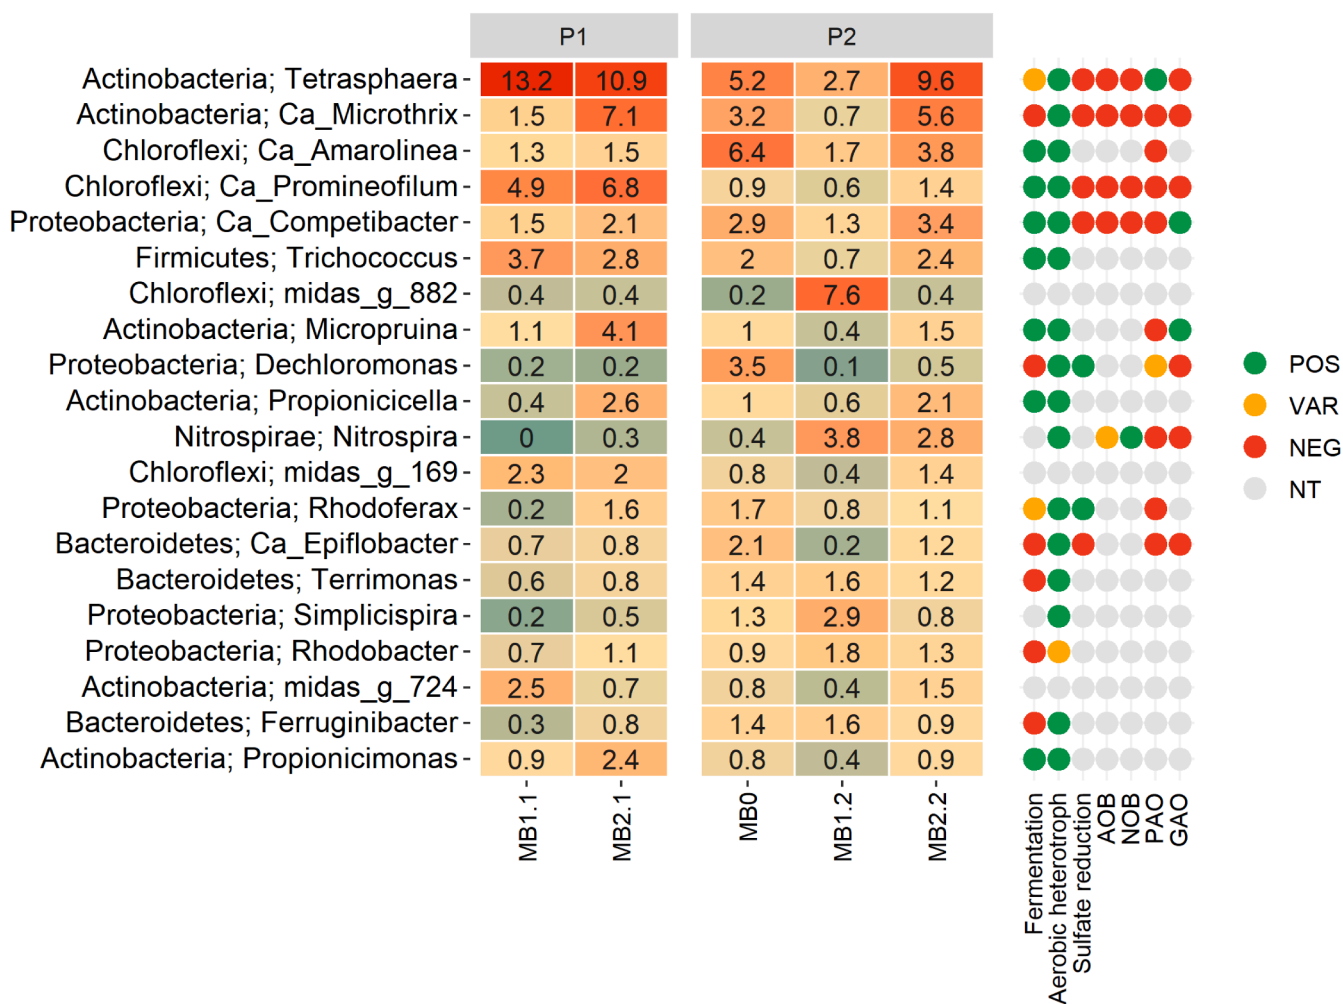 P1 P2
Actinobacteria; Tetrasphaera 13.2 10.9 5.2 2.7 9.6
Actinobacteria; Ca_Microthrix 1.5 7.1 3.2 0.7 5.6
Chloroflexi; Ca_Amarolinea 1.3 1.5 6.4 1.7 3.8
Chloroflexi; Ca_Promineofilum 4.9 6.8 0.9 0.6 1.4
Proteobacteria; Ca_Competibacter 1.5 2.1 2.9 1.3 3.4
Firmicutes; Trichococcus 3.7 2.8 2 0.7 2.4
Chloroflexi; midas_g_882 0.4 0.4 0.2 7.6 0.4
Actinobacteria; Micropruina 1.1 4.1 1 0.4 1.5
Proteobacteria; Dechloromonas 0.2 0.2 3.5 0.1 0.5
POS
Actinobacteria; Propionicicella 0.4 2.6 1 0.6 2.1
VAR
Nitrospirae; Nitrospira 0 0.3 0.4 3.8 2.8
NEG
Chloroflexi; midas_g_169 2.3 2 0.8 0.4 1.4
NT
Proteobacteria; Rhodoferax 0.2 1.6 1.7 0.8 1.1
Bacteroidetes; Ca_Epiflobacter 0.7 0.8 2.1 0.2 1.2
Bacteroidetes; Terrimonas 0.6 0.8 1.4 1.6 1.2
Proteobacteria; Simplicispira 0.2 0.5 1.3 2.9 0.8
Proteobacteria; Rhodobacter 0.7 1.1 0.9 1.8 1.3
Actinobacteria; midas_g_724 2.5 0.7 0.8 0.4 1.5
Bacteroidetes; Ferruginibacter 0.3 0.8 1.4 1.6 0.9
Actinobacteria; Propionicimonas 0.9 2.4 0.8 0.4 0.9
MB1.1
MB2.1
MB0
MB1.2
MB2.2
Fermentation
Aerobic heterotroph
Sulfate reduction
AOB
NOB
PAO
GAO